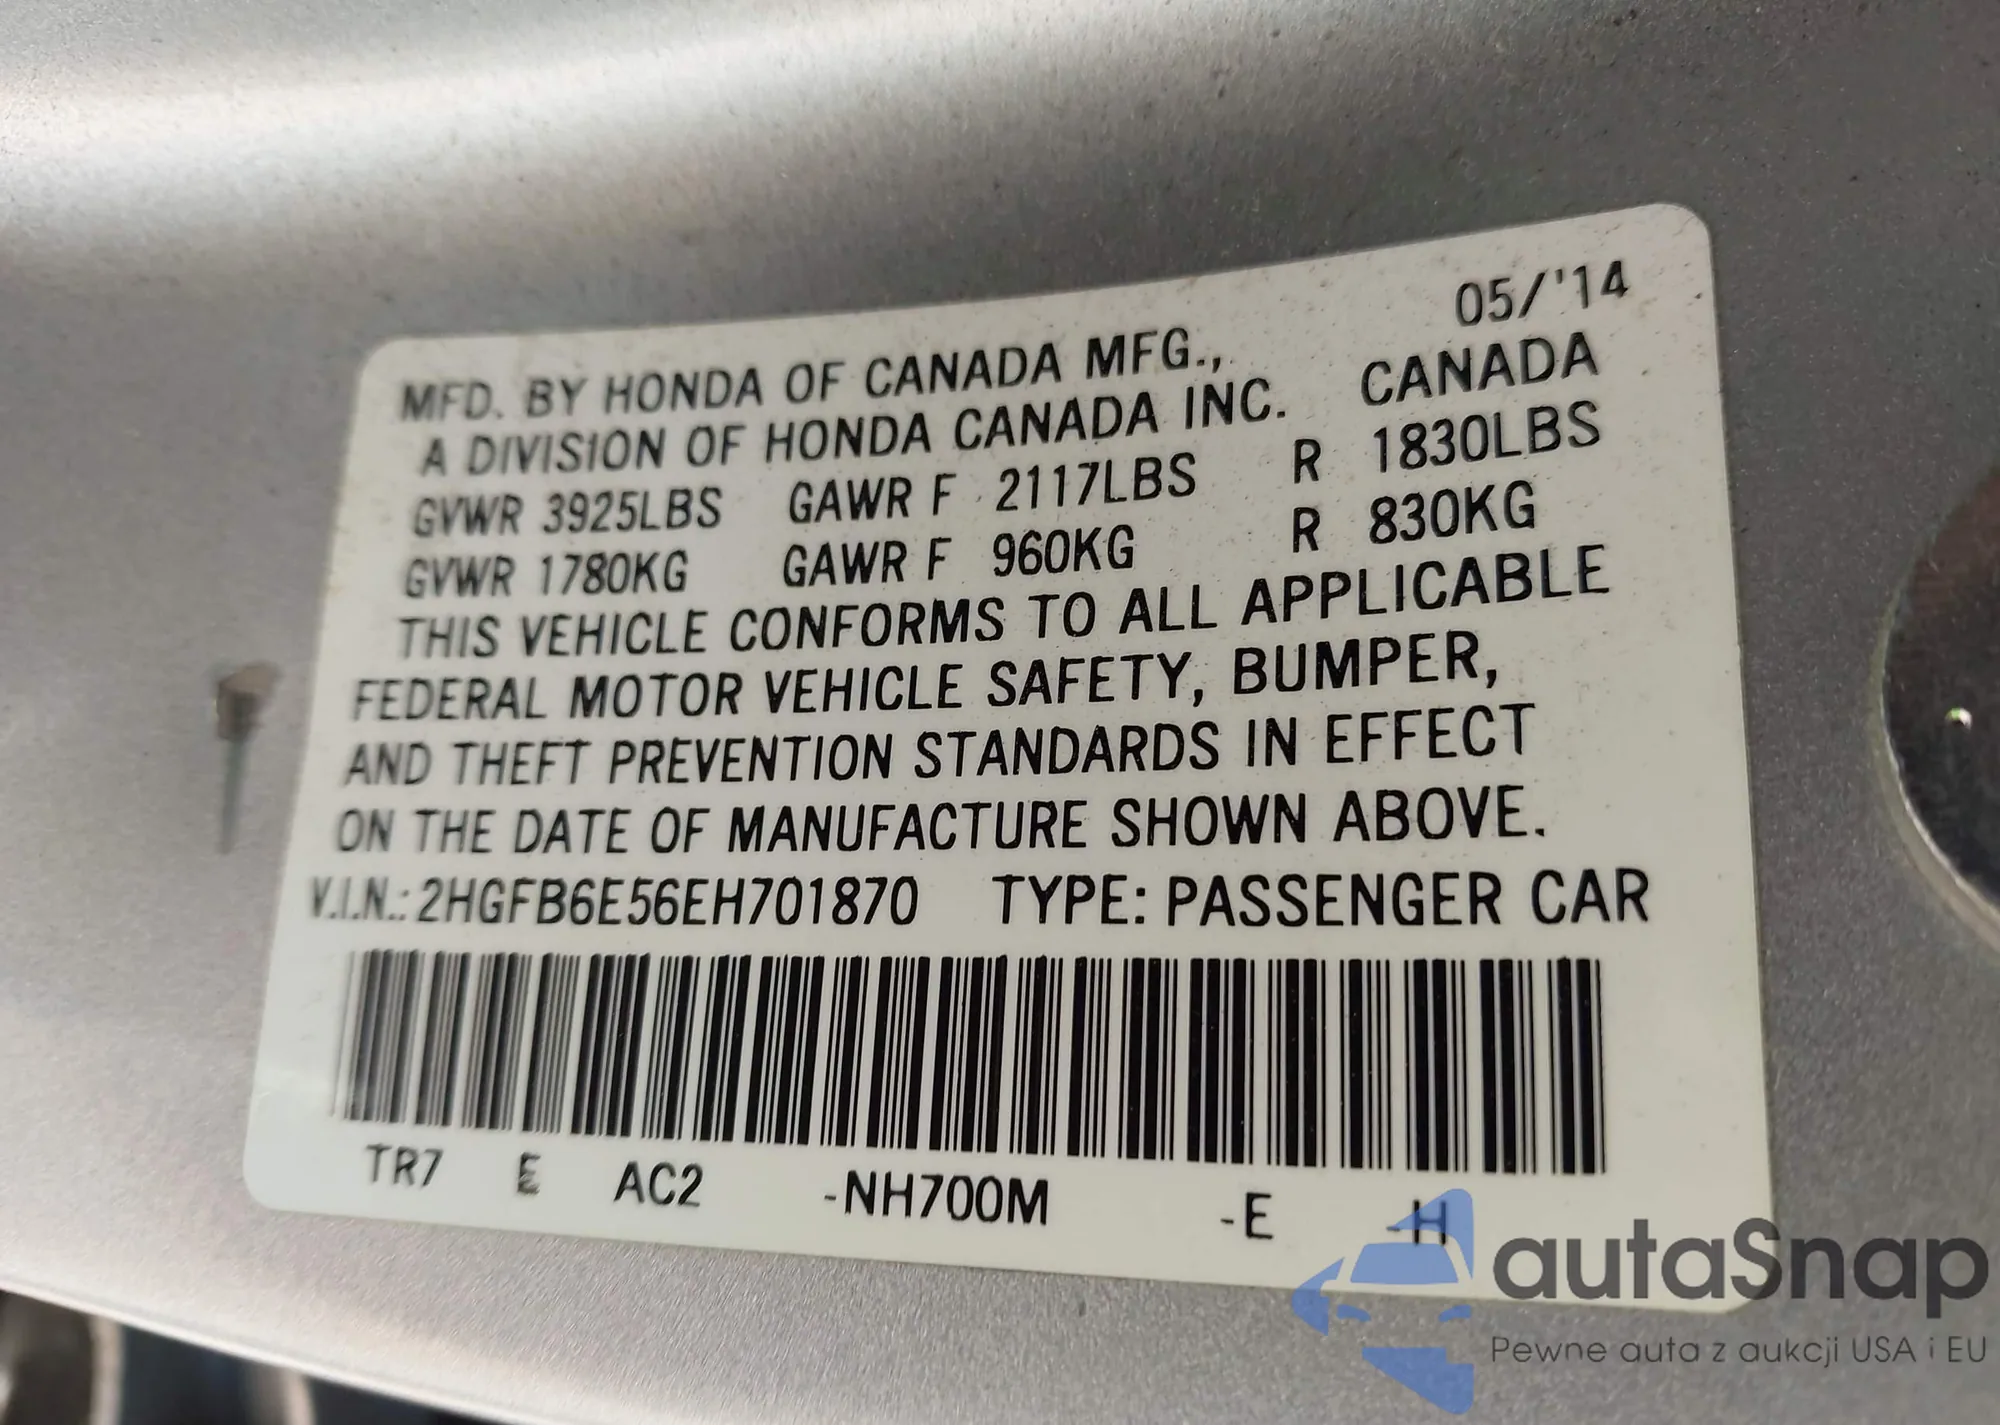 05/'14
MFD. BY HONDA OF CANADA MFG.,
A DIVISION OF HONDA CANADA INC. CANADA
GVWR 3925LBS GAWR F 2117LBS R 1830LBS
GVWR 1780KG GAWR F 960KG R 830KG
THIS VEHICLE CONFORMS TO ALL APPLICABLE
FEDERAL MOTOR VEHICLE SAFETY, BUMPER,
AND THEFT PREVENTION STANDARDS IN EFFECT
ON THE DATE OF MANUFACTURE SHOWN ABOVE.
V.I.N.: 2HGFB6E56EH701870 TYPE: PASSENGER CAR
TR7 E AC2 -NH700M -E -H
autaSnap
Pewne auta z aukcji USA i EU